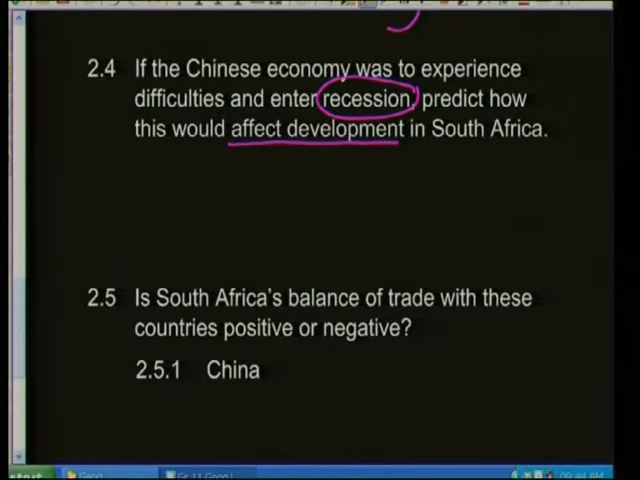 2.4 If the Chinese economy was to experience
difficulties and enter recession, predict how
this would affect development in South Africa.
2.5 Is South Africa's balance of trade with these
countries positive or negative?
2.5.1 China
start